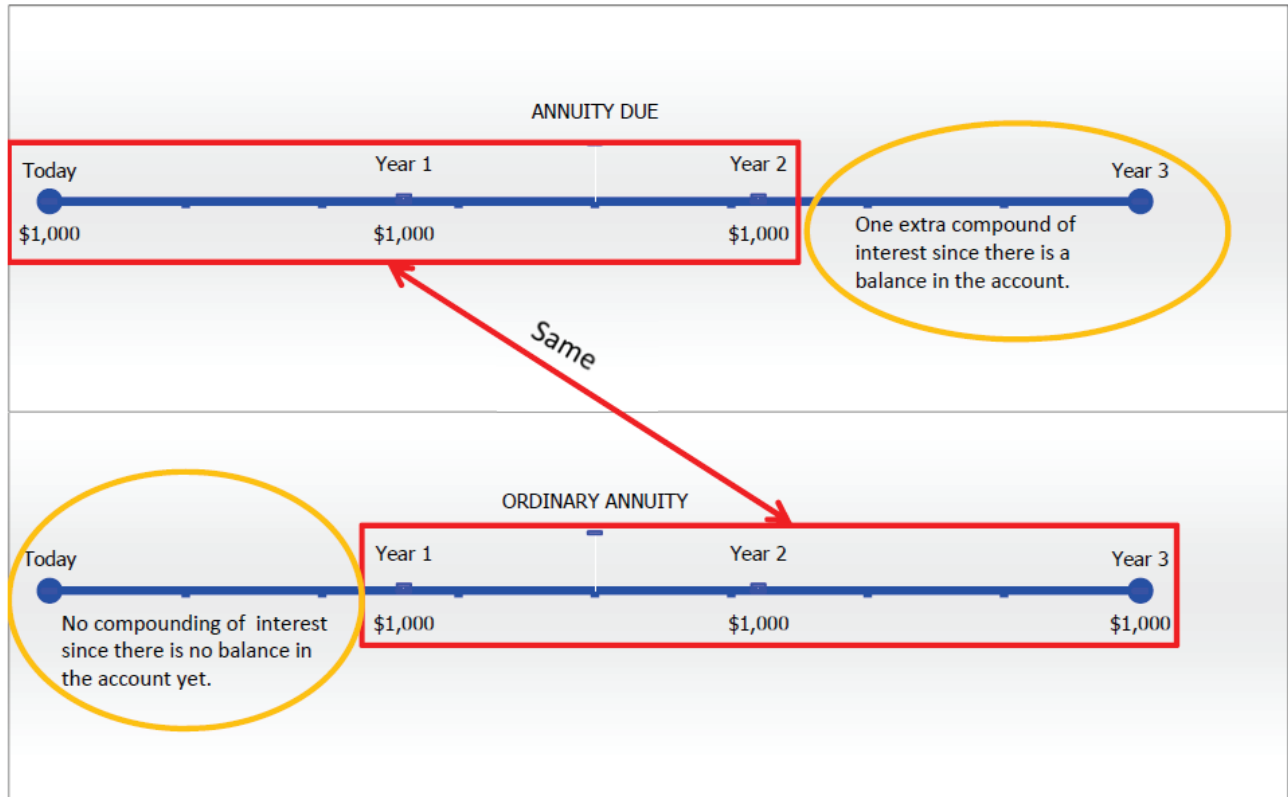 ANNUITY DUE
Today
Year 1
Year 2
Year 3
$1,000
$1,000
$1,000
One extra compound of
interest since there is a
balance in the account.
Same
ORDINARY ANNUITY
Today
Year 1
Year 2
Year 3
No compounding of interest
since there is no balance in
the account yet.
$1,000
$1,000
$1,000